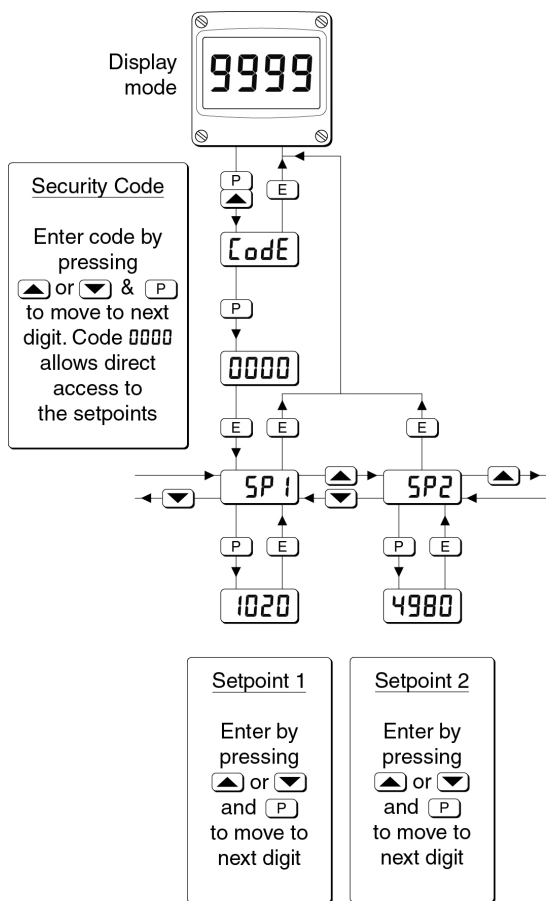 Display
mode
9999
Security Code
Enter code by
pressing
▲ or ▼ & P
to move to next
digit. Code 0000
allows direct
access to
the setpoints
P
E
CodE
P
0000
E
E
E
SP1
SP2
P
E
P
E
1020
4980
Setpoint 1
Enter by
pressing
▲ or ▼
and P
to move to
next digit
Setpoint 2
Enter by
pressing
▲ or ▼
and P
to move to
next digit